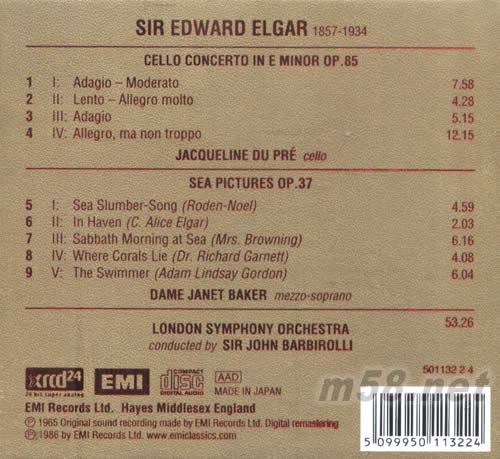 SIR EDWARD ELGAR 1857-1934
CELLO CONCERTO IN E MINOR OP.85
1 I: Adagio – Moderato 7.58
2 II: Lento – Allegro molto 4.28
3 III: Adagio 5.15
4 IV: Allegro, ma non troppo 12.15
JACQUELINE DU PRÉ cello
SEA PICTURES OP.37
5 I: Sea Slumber-Song (Roden-Noel) 4.59
6 II: In Haven (C. Alice Elgar) 2.03
7 III: Sabbath Morning at Sea (Mrs. Browning) 6.16
8 IV: Where Corals Lie (Dr. Richard Garnett) 4.08
9 V: The Swimmer (Adam Lindsay Gordon) 6.04
DAME JANET BAKER mezzo-soprano
LONDON SYMPHONY ORCHESTRA 53.26
conducted by SIR JOHN BARBIROLLI
501132 2 4
xrcd24
24 bit super analog
EMI
COMPACT
disc
DIGITAL AUDIO
AAD
MADE IN JAPAN
m58.net
EMI Records Ltd. Hayes Middlesex England
℗ 1965 Original sound recording made by EMI Records Ltd. Digital remastering
℗ 1986 by EMI Records Ltd. www.emiclassics.com
5 099950 113224